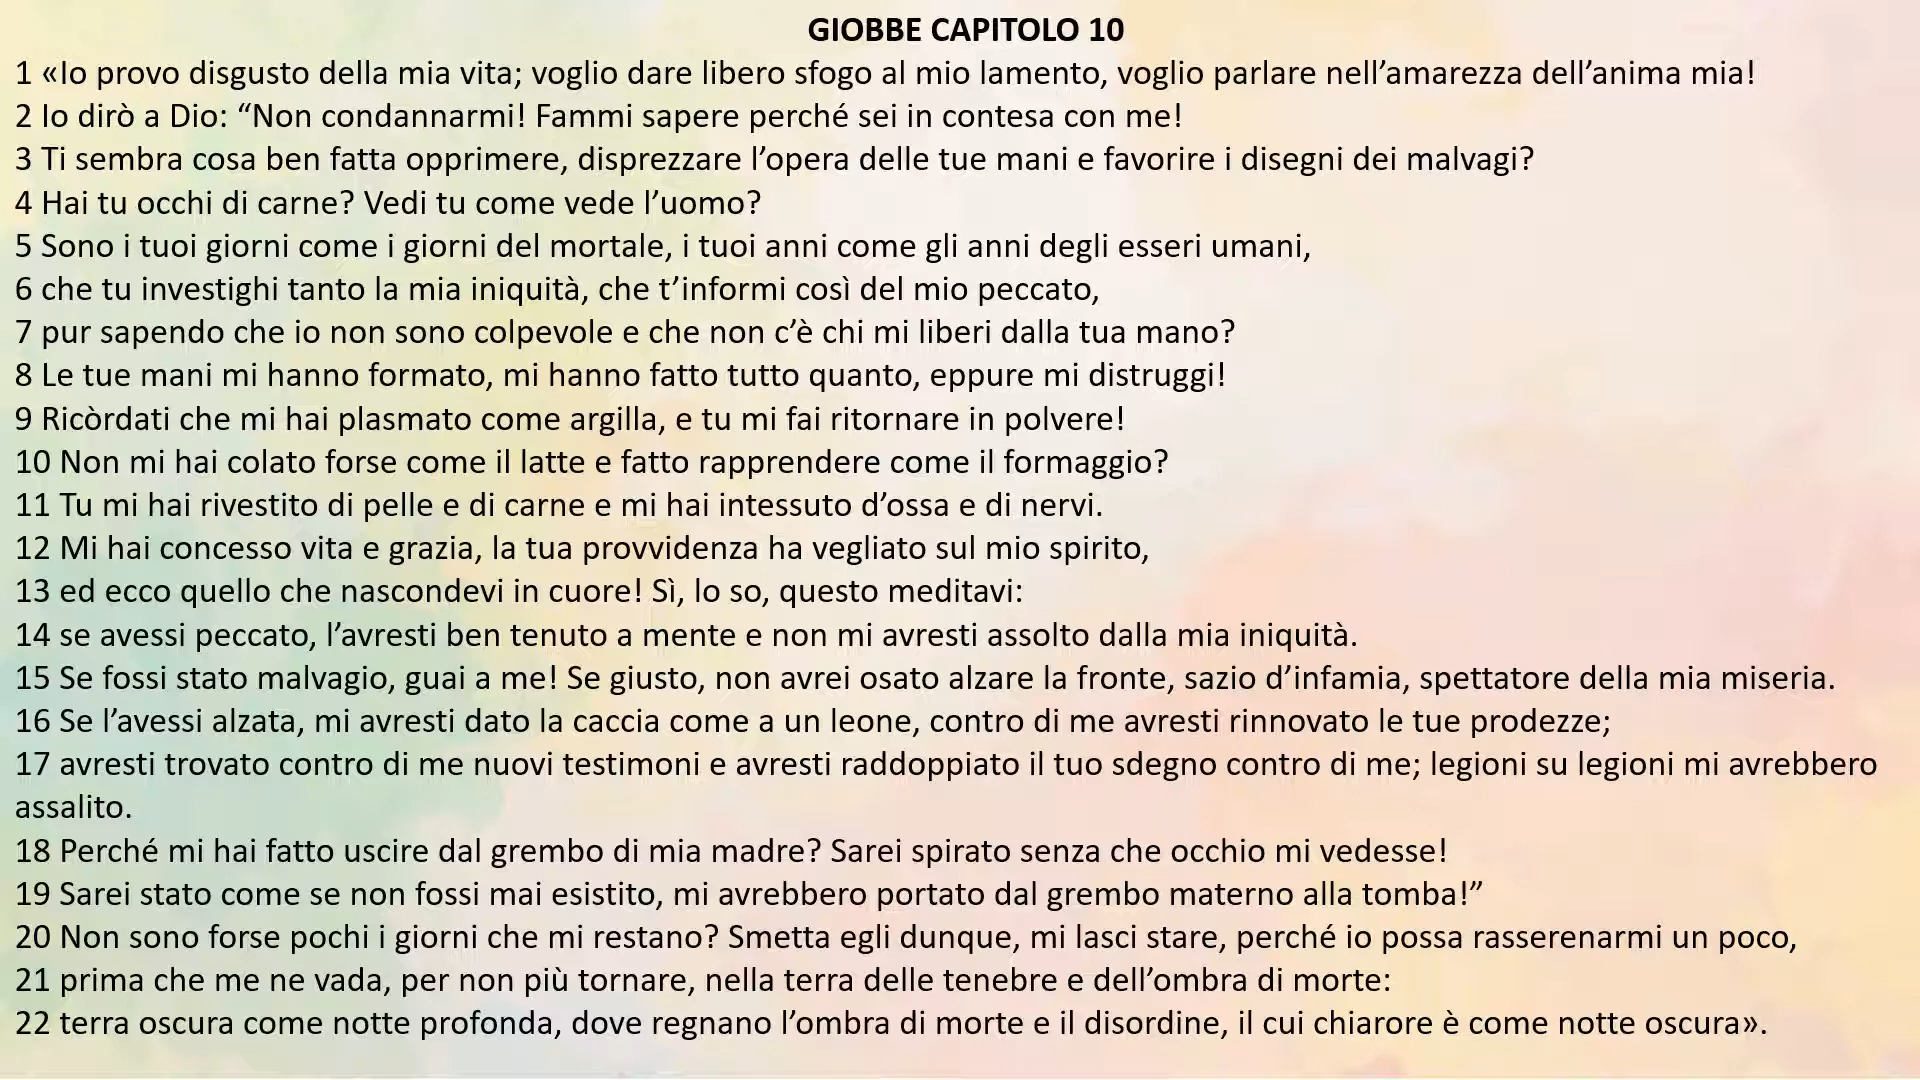 GIOBBE CAPITOLO 10
1 «Io provo disgusto della mia vita; voglio dare libero sfogo al mio lamento, voglio parlare nell’amarezza dell’anima mia!
2 Io dirò a Dio: “Non condannarmi! Fammi sapere perché sei in contesa con me!
3 Ti sembra cosa ben fatta opprimere, disprezzare l’opera delle tue mani e favorire i disegni dei malvagi?
4 Hai tu occhi di carne? Vedi tu come vede l’uomo?
5 Sono i tuoi giorni come i giorni del mortale, i tuoi anni come gli anni degli esseri umani,
6 che tu investighi tanto la mia iniquità, che t’informi così del mio peccato,
7 pur sapendo che io non sono colpevole e che non c’è chi mi liberi dalla tua mano?
8 Le tue mani mi hanno formato, mi hanno fatto tutto quanto, eppure mi distruggi!
9 Ricòrdati che mi hai plasmato come argilla, e tu mi fai ritornare in polvere!
10 Non mi hai colato forse come il latte e fatto rapprendere come il formaggio?
11 Tu mi hai rivestito di pelle e di carne e mi hai intessuto d’ossa e di nervi.
12 Mi hai concesso vita e grazia, la tua provvidenza ha vegliato sul mio spirito,
13 ed ecco quello che nascondevi in cuore! Sì, lo so, questo meditavi:
14 se avessi peccato, l’avresti ben tenuto a mente e non mi avresti assolto dalla mia iniquità.
15 Se fossi stato malvagio, guai a me! Se giusto, non avrei osato alzare la fronte, sazio d’infamia, spettatore della mia miseria.
16 Se l’avessi alzata, mi avresti dato la caccia come a un leone, contro di me avresti rinnovato le tue prodezze;
17 avresti trovato contro di me nuovi testimoni e avresti raddoppiato il tuo sdegno contro di me; legioni su legioni mi avrebbero
assalito.
18 Perché mi hai fatto uscire dal grembo di mia madre? Sarei spirato senza che occhio mi vedesse!
19 Sarei stato come se non fossi mai esistito, mi avrebbero portato dal grembo materno alla tomba!”
20 Non sono forse pochi i giorni che mi restano? Smetta egli dunque, mi lasci stare, perché io possa rasserenarmi un poco,
21 prima che me ne vada, per non più tornare, nella terra delle tenebre e dell’ombra di morte:
22 terra oscura come notte profonda, dove regnano l’ombra di morte e il disordine, il cui chiarore è come notte oscura».